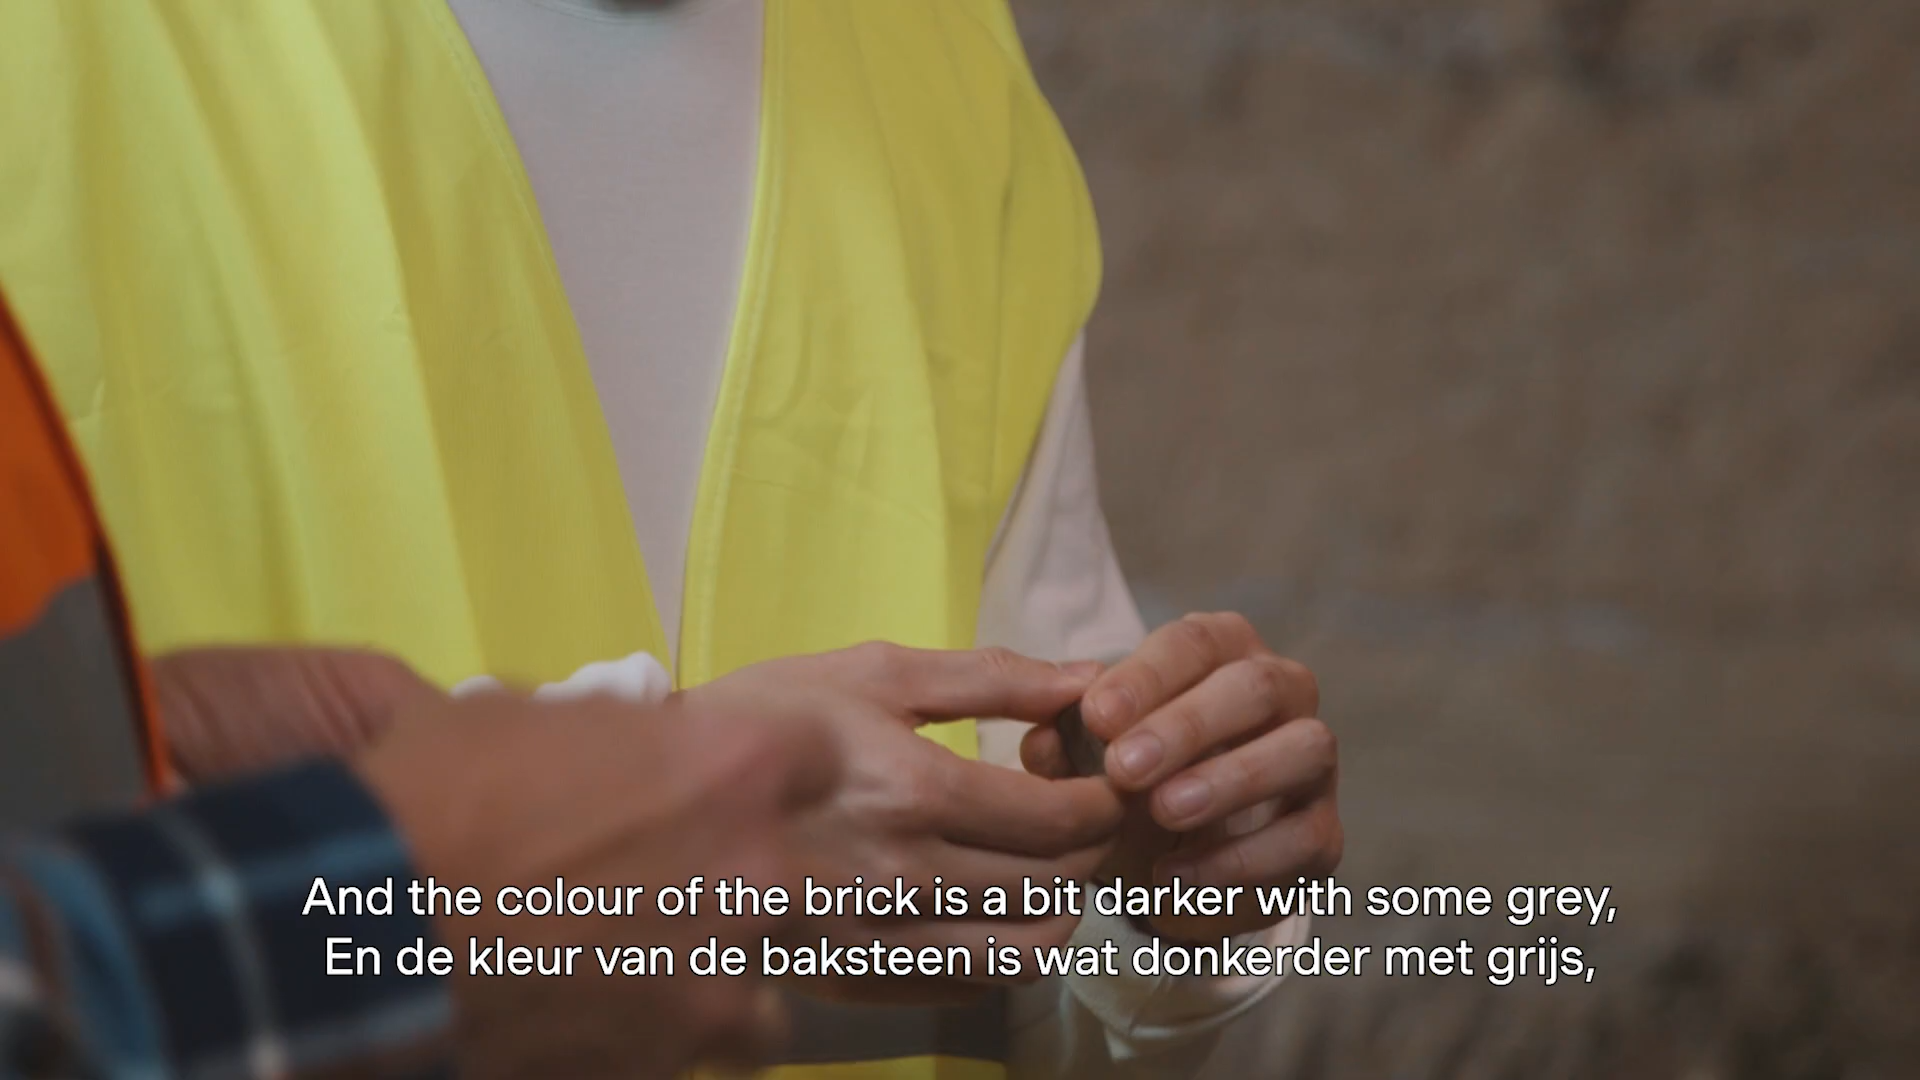 And the colour of the brick is a bit darker with some grey,
En de kleur van de baksteen is wat donkerder met grijs,